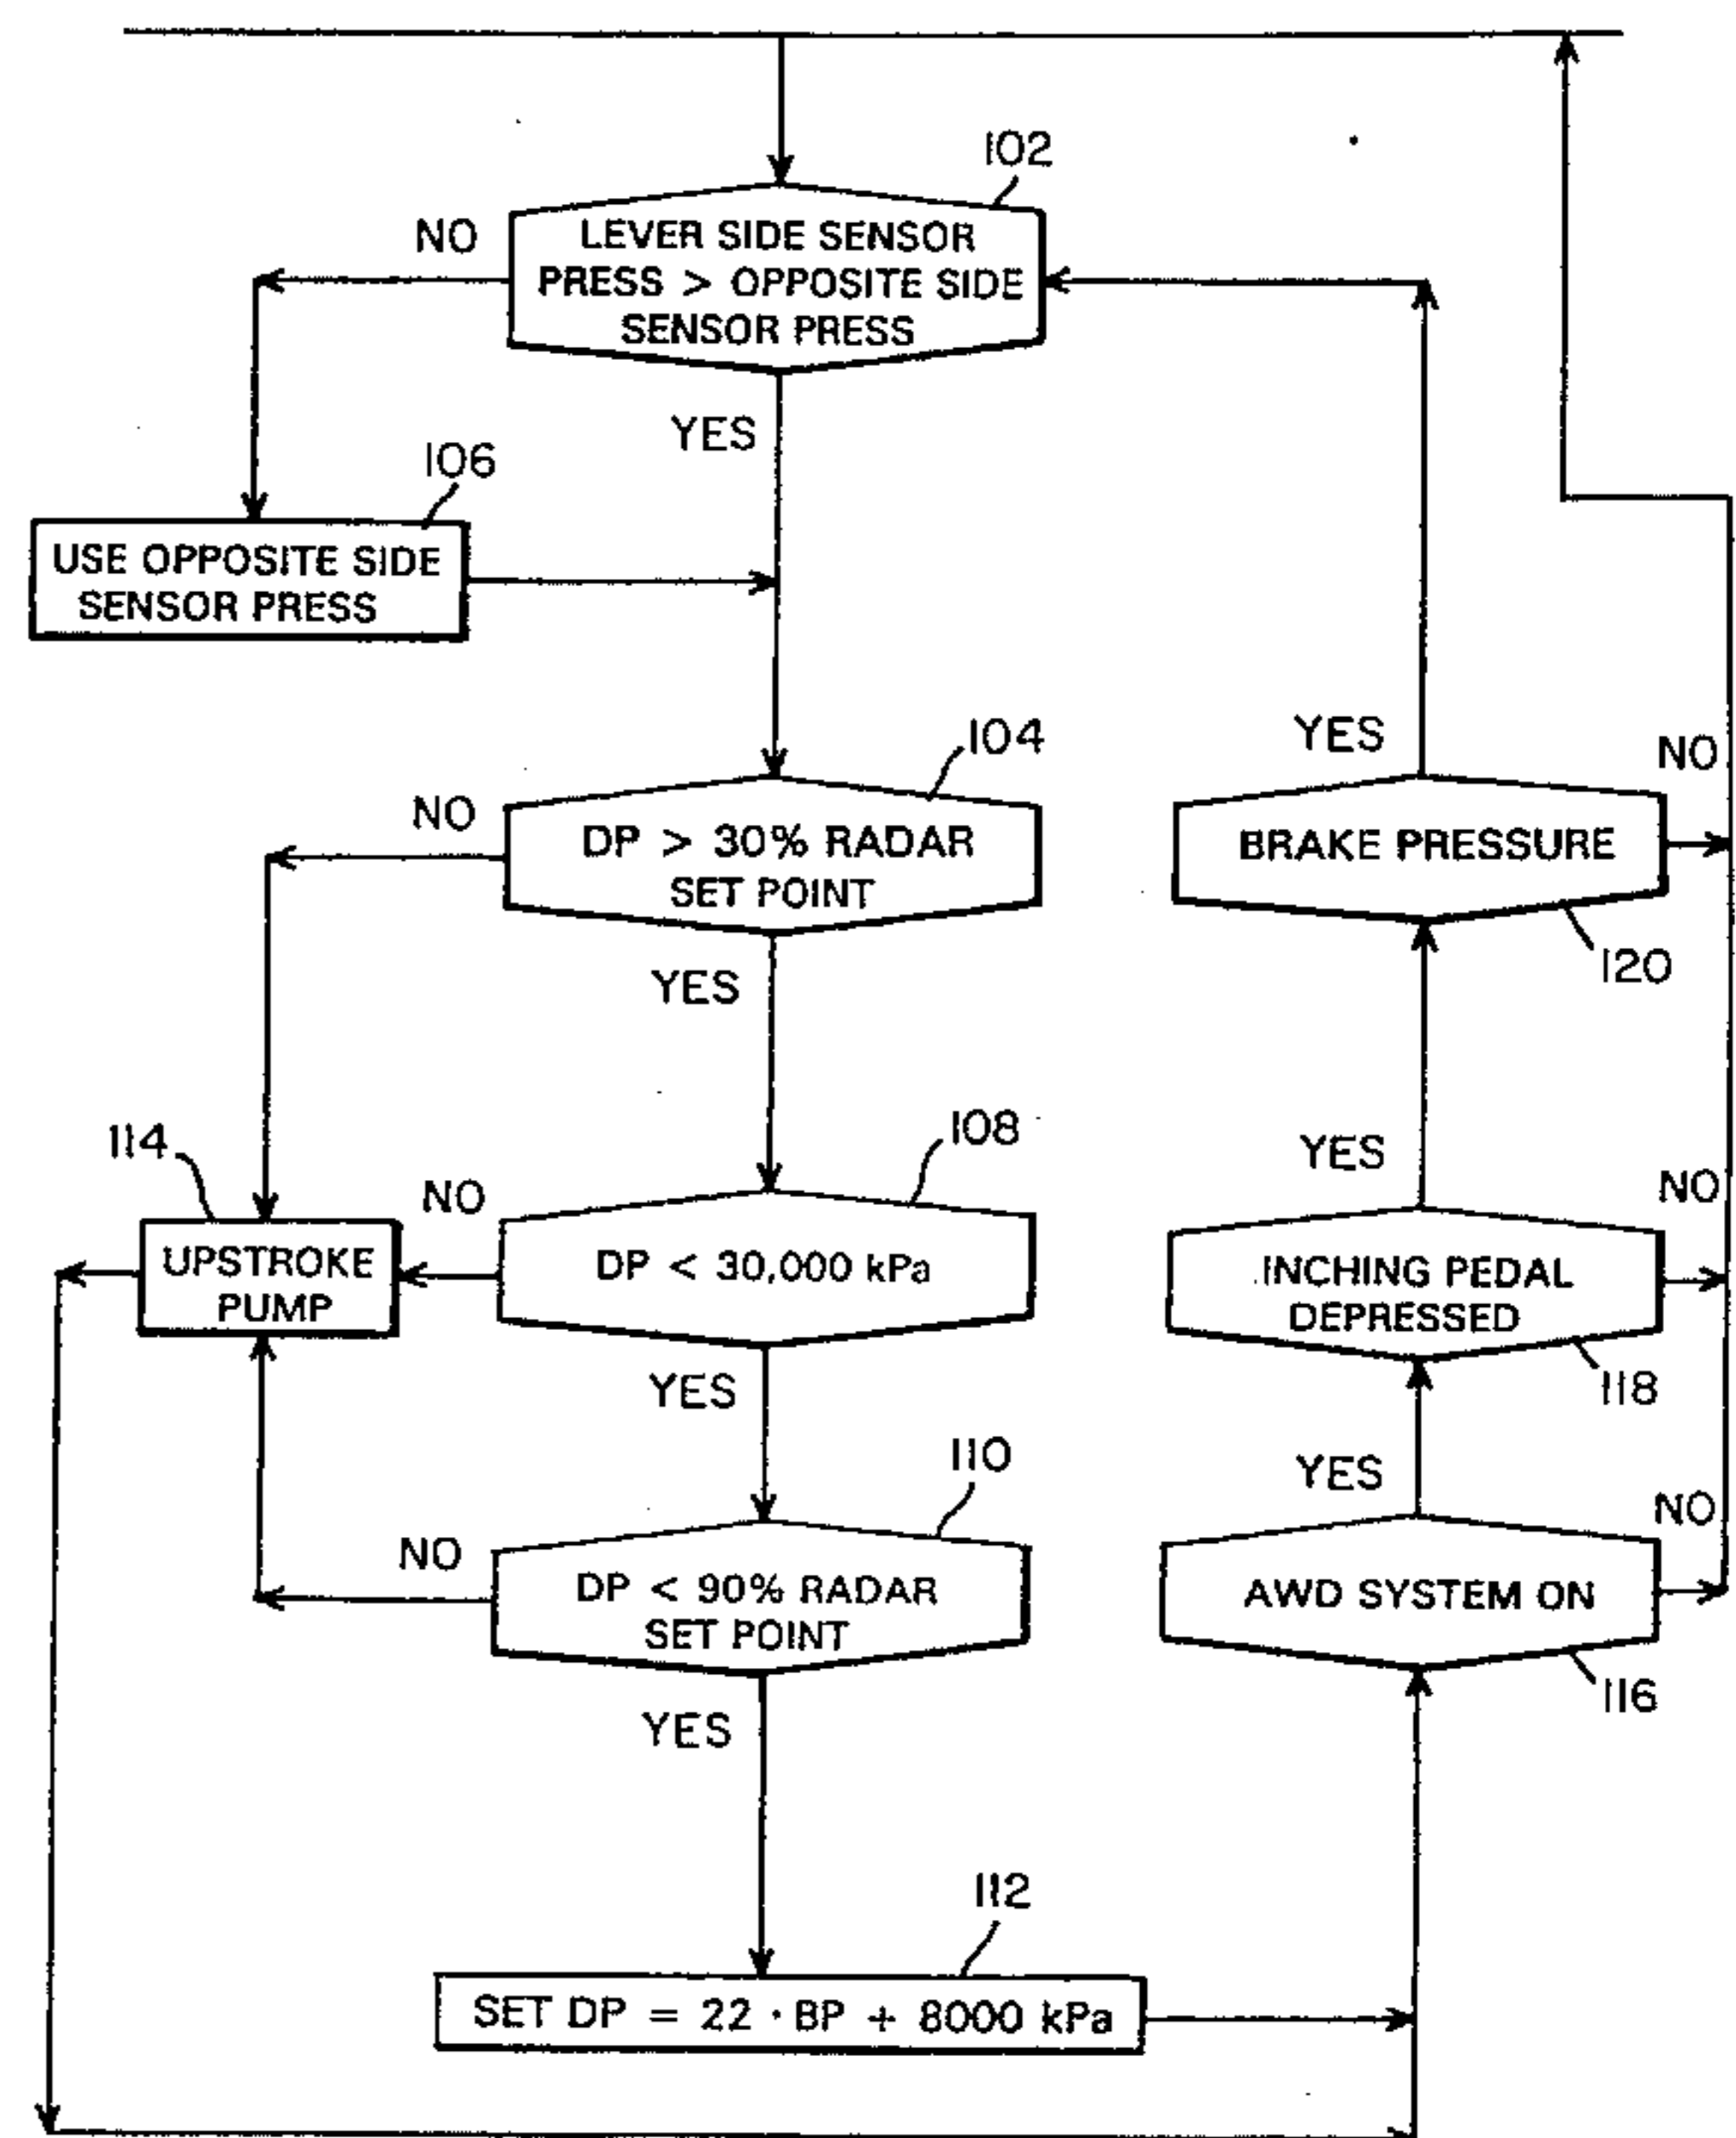 102
NO
LEVER SIDE SENSOR
PRESS > OPPOSITE SIDE
SENSOR PRESS
YES
106
USE OPPOSITE SIDE
SENSOR PRESS
104
NO
DP > 30% RADAR
SET POINT
YES
YES
NO
BRAKE PRESSURE
120
114
UPSTROKE
PUMP
NO
108
DP < 30,000 kPa
YES
YES
NO
INCHING PEDAL
DEPRESSED
118
110
NO
DP < 90% RADAR
SET POINT
YES
YES
NO
AWD SYSTEM ON
116
112
SET DP = 22 · BP + 8000 kPa